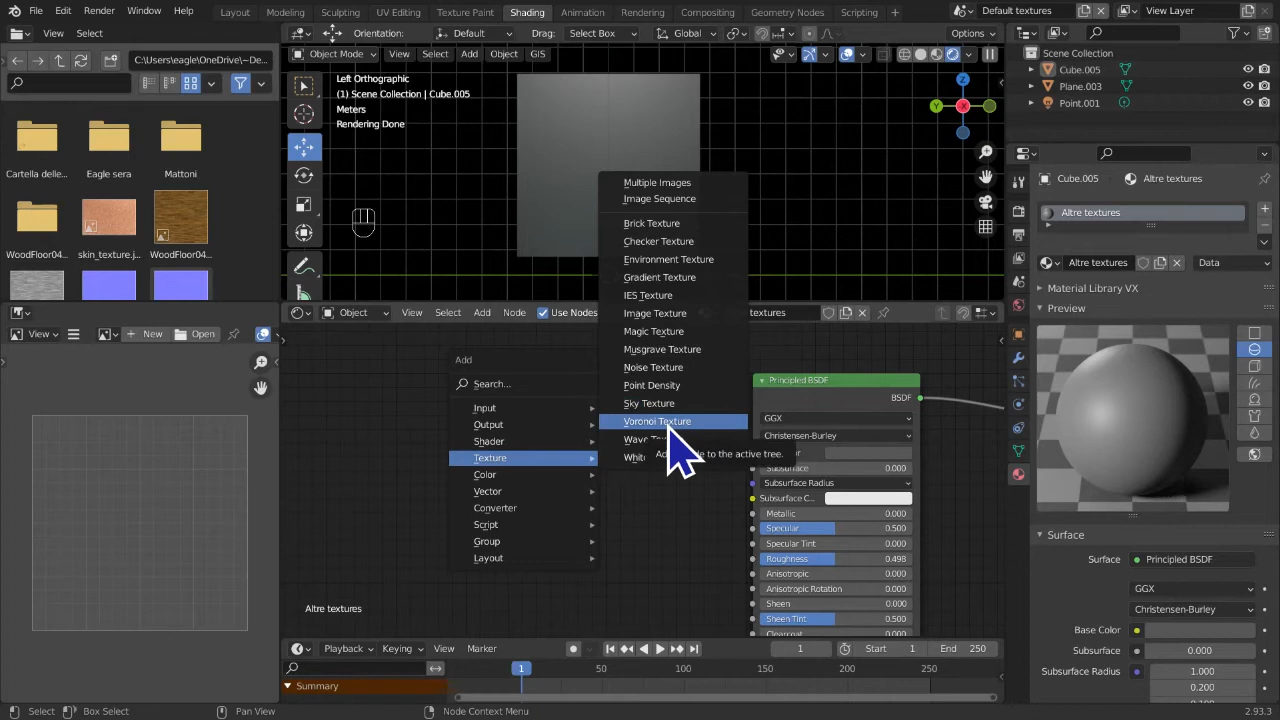 File Edit Render Window Help
Layout Modeling Sculpting UV Editing Texture Paint Shading Animation Rendering Compositing Geometry Nodes Scripting +
Default textures
View Layer
View Select
C:\Users\eagle\OneDrive\~De...
Cartella delle... Eagle sera Mattoni
WoodFloor04... skin_texture.j... WoodFloor04...
Orientation: Default Drag: Select Box Global Options
Object Mode View Select Add Object GIS
Left Orthographic
(1) Scene Collection | Cube.005
Meters
Rendering Done
Z
Y X
Scene Collection
Cube.005
Plane.003
Point.001
Cube.005 Altre textures
Altre textures
Altre textures Data
Material Library VX
Preview
Surface
Surface Principled BSDF
GGX
Christensen-Burley
Base Color
Subsurface 0.000
Subsurface Radius 1.000
0.200
View + New Open
Object View Select Add Node Use Nodes
Add
Search...
Input
Output
Shader
Texture
Color
Vector
Converter
Script
Group
Layout
Multiple Images
Image Sequence
Brick Texture
Checker Texture
Environment Texture
Gradient Texture
IES Texture
Image Texture
Magic Texture
Musgrave Texture
Noise Texture
Point Density
Sky Texture
Voronoi Texture
Principled BSDF
BSDF
GGX
Christensen-Burley
Subsurface 0.000
Subsurface Radius
Subsurface C...
Metallic 0.000
Specular 0.500
Specular Tint 0.000
Roughness 0.498
Anisotropic 0.000
Anisotropic Rotation 0.000
Sheen 0.000
Sheen Tint 0.500
Altre textures
Playback Keying View Marker 1 Start 1 End 250
1 50 100 150 200 250
Summary
Select Box Select Pan View Node Context Menu 2.93.3